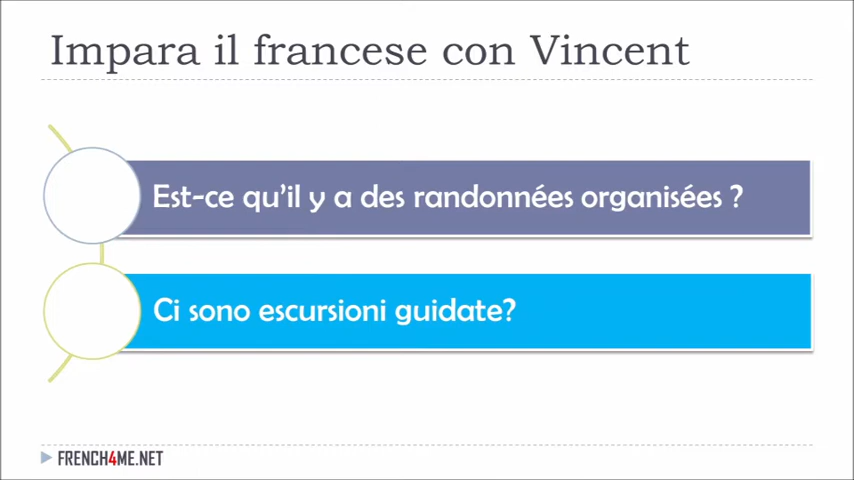 Impara il francese con Vincent
Est-ce qu'il y a des randonnées organisées ?
Ci sono escursioni guidate?
FRENCH4ME.NET